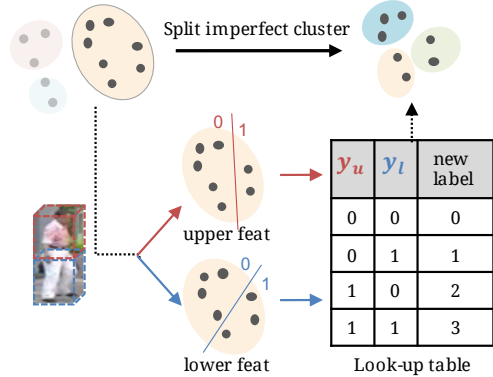 Split imperfect cluster
0 1
upper feat
0
1
lower feat
y_u y_l new label
0 0 0
0 1 1
1 0 2
1 1 3
Look-up table